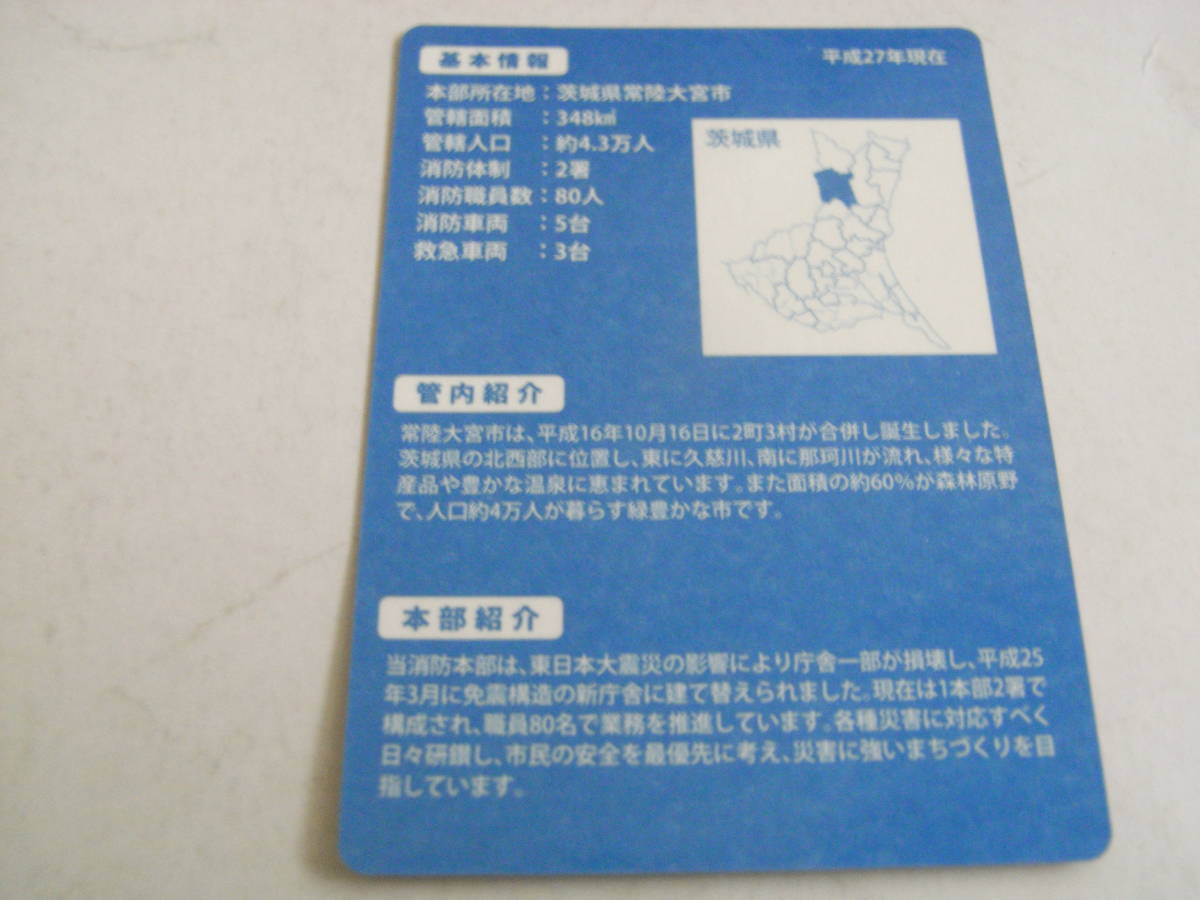 基本情報
平成27年現在
本部所在地：茨城県常陸大宮市
管轄面積：348㎢
管轄人口：約4.3万人
消防体制：2署
消防職員数：80人
消防車両：5台
救急車両：3台
茨城県
管内紹介
常陸大宮市は、平成16年10月16日に2町3村が合併し誕生しました。
茨城県の北西部に位置し、東に久慈川、南に那珂川が流れ、様々な特
産品や豊かな温泉に恵まれています。また面積の約60%が森林原野
で、人口約4万人が暮らす緑豊かな市です。
本部紹介
当消防本部は、東日本大震災の影響により庁舎一部が損壊し、平成25
年3月に免震構造の新庁舎に建て替えられました。現在は1本部2署で
構成され、職員80名で業務を推進しています。各種災害に対応すべく
日々研鑽し、市民の安全を最優先に考え、災害に強いまちづくりを目
指しています。